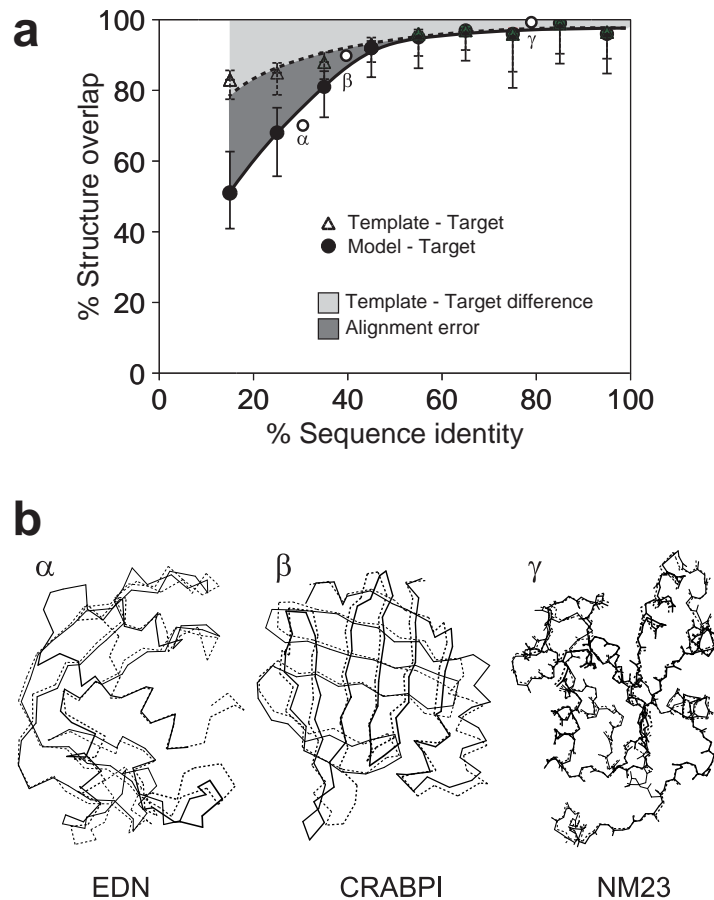 a
% Structure overlap
100
80
60
40
20
0
α
β
γ
Template - Target
Model - Target
Template - Target difference
Alignment error
0 20 40 60 80 100
% Sequence identity
b
α β γ
EDN CRABPI NM23